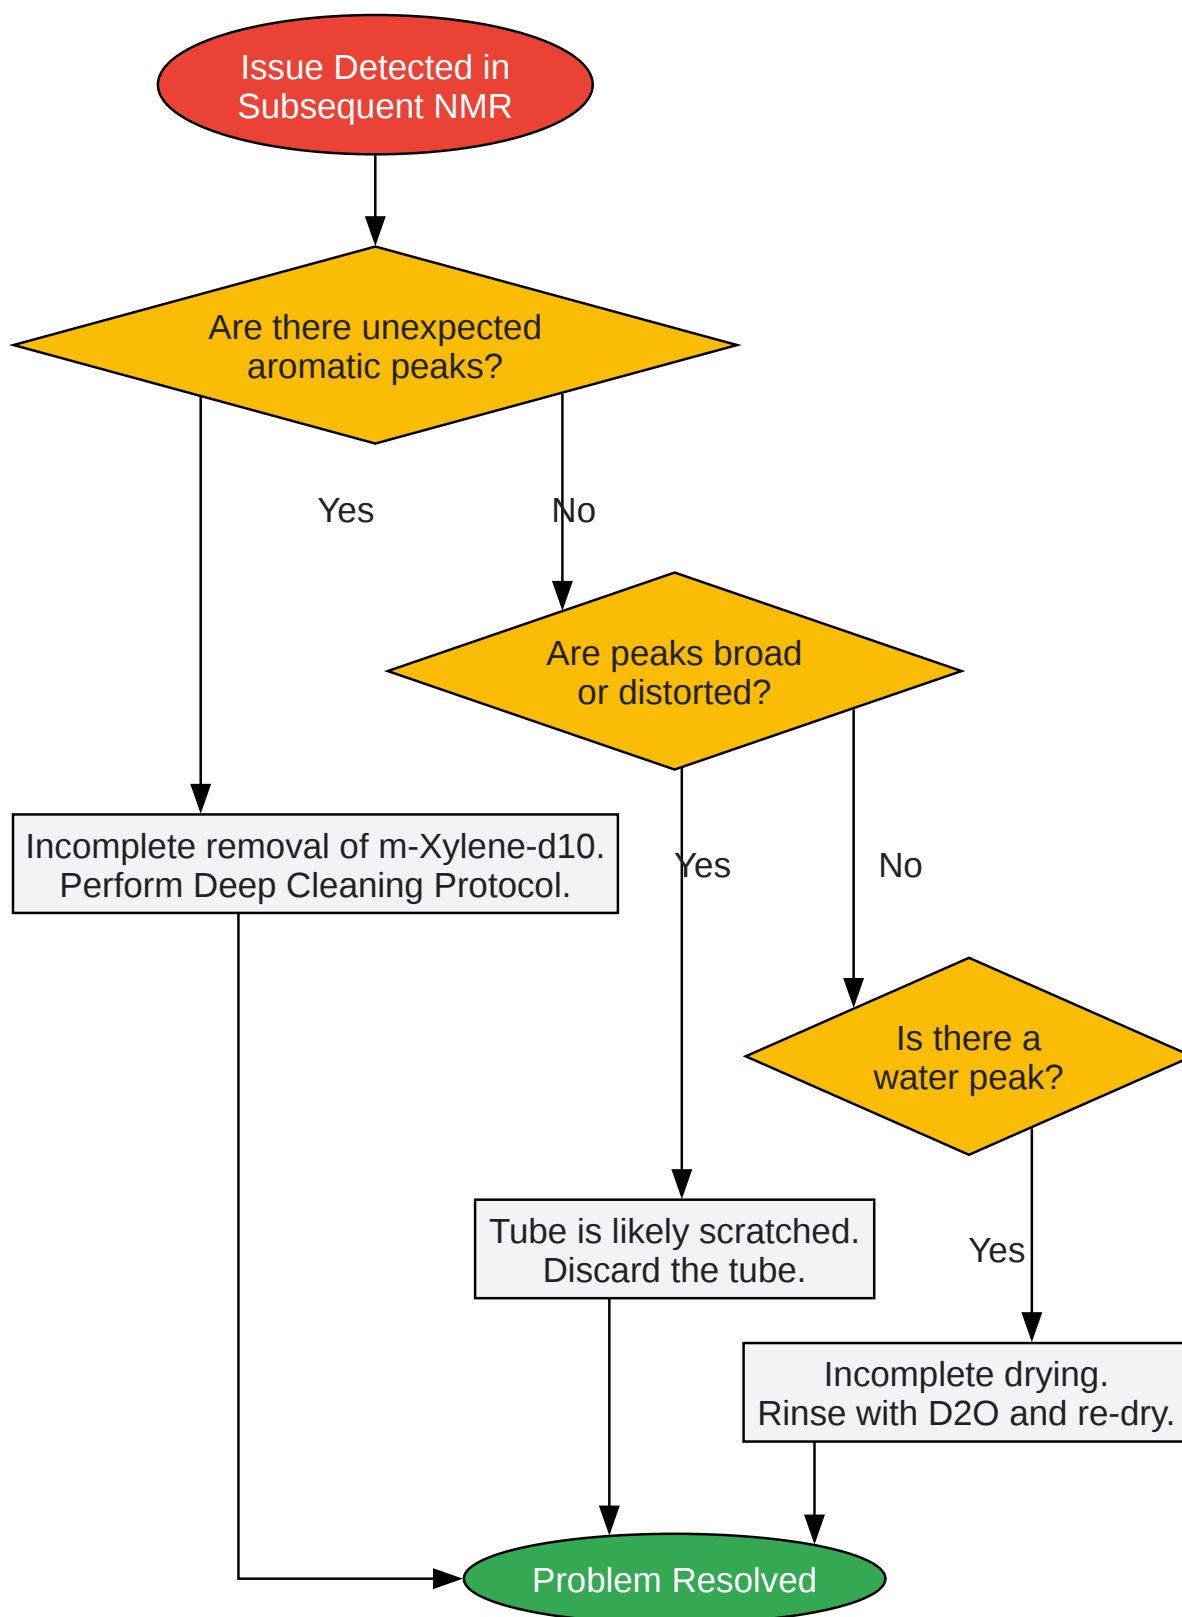 Issue Detected in
Subsequent NMR
Are there unexpected
aromatic peaks?
Yes
No
Are peaks broad
or distorted?
Incomplete removal of m-Xylene-d10.
Perform Deep Cleaning Protocol.
Yes
No
Is there a
water peak?
Tube is likely scratched.
Discard the tube.
Yes
Incomplete drying.
Rinse with D2O and re-dry.
Problem Resolved